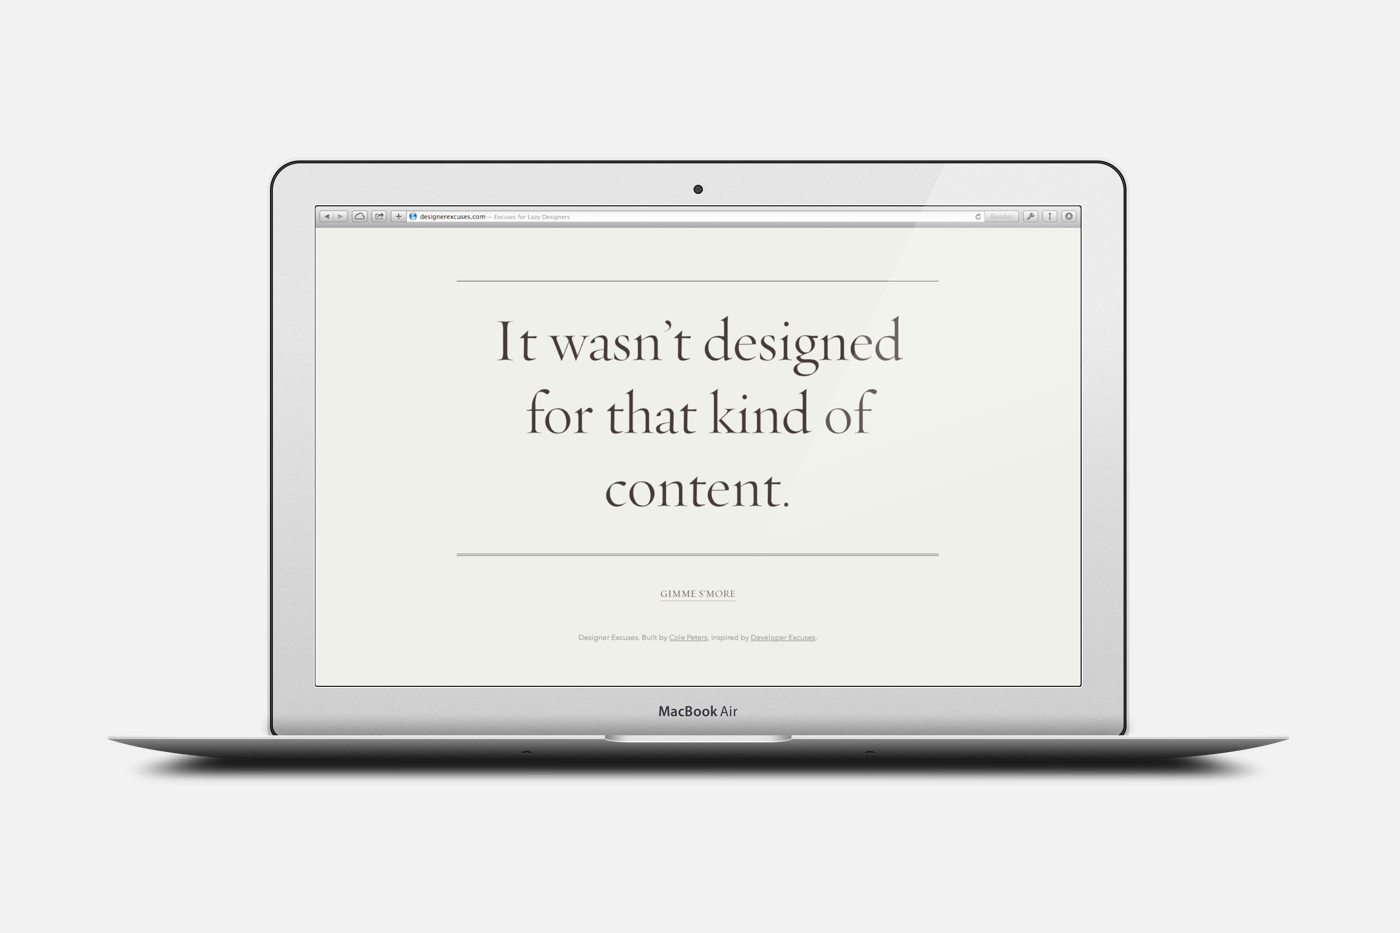 designerexcuses.com — Excuses for Lazy Designers
Reader
It wasn’t designed
for that kind of
content.
GIMME S’MORE
Designer Excuses. Built by Cole Peters, inspired by Developer Excuses.
MacBook Air